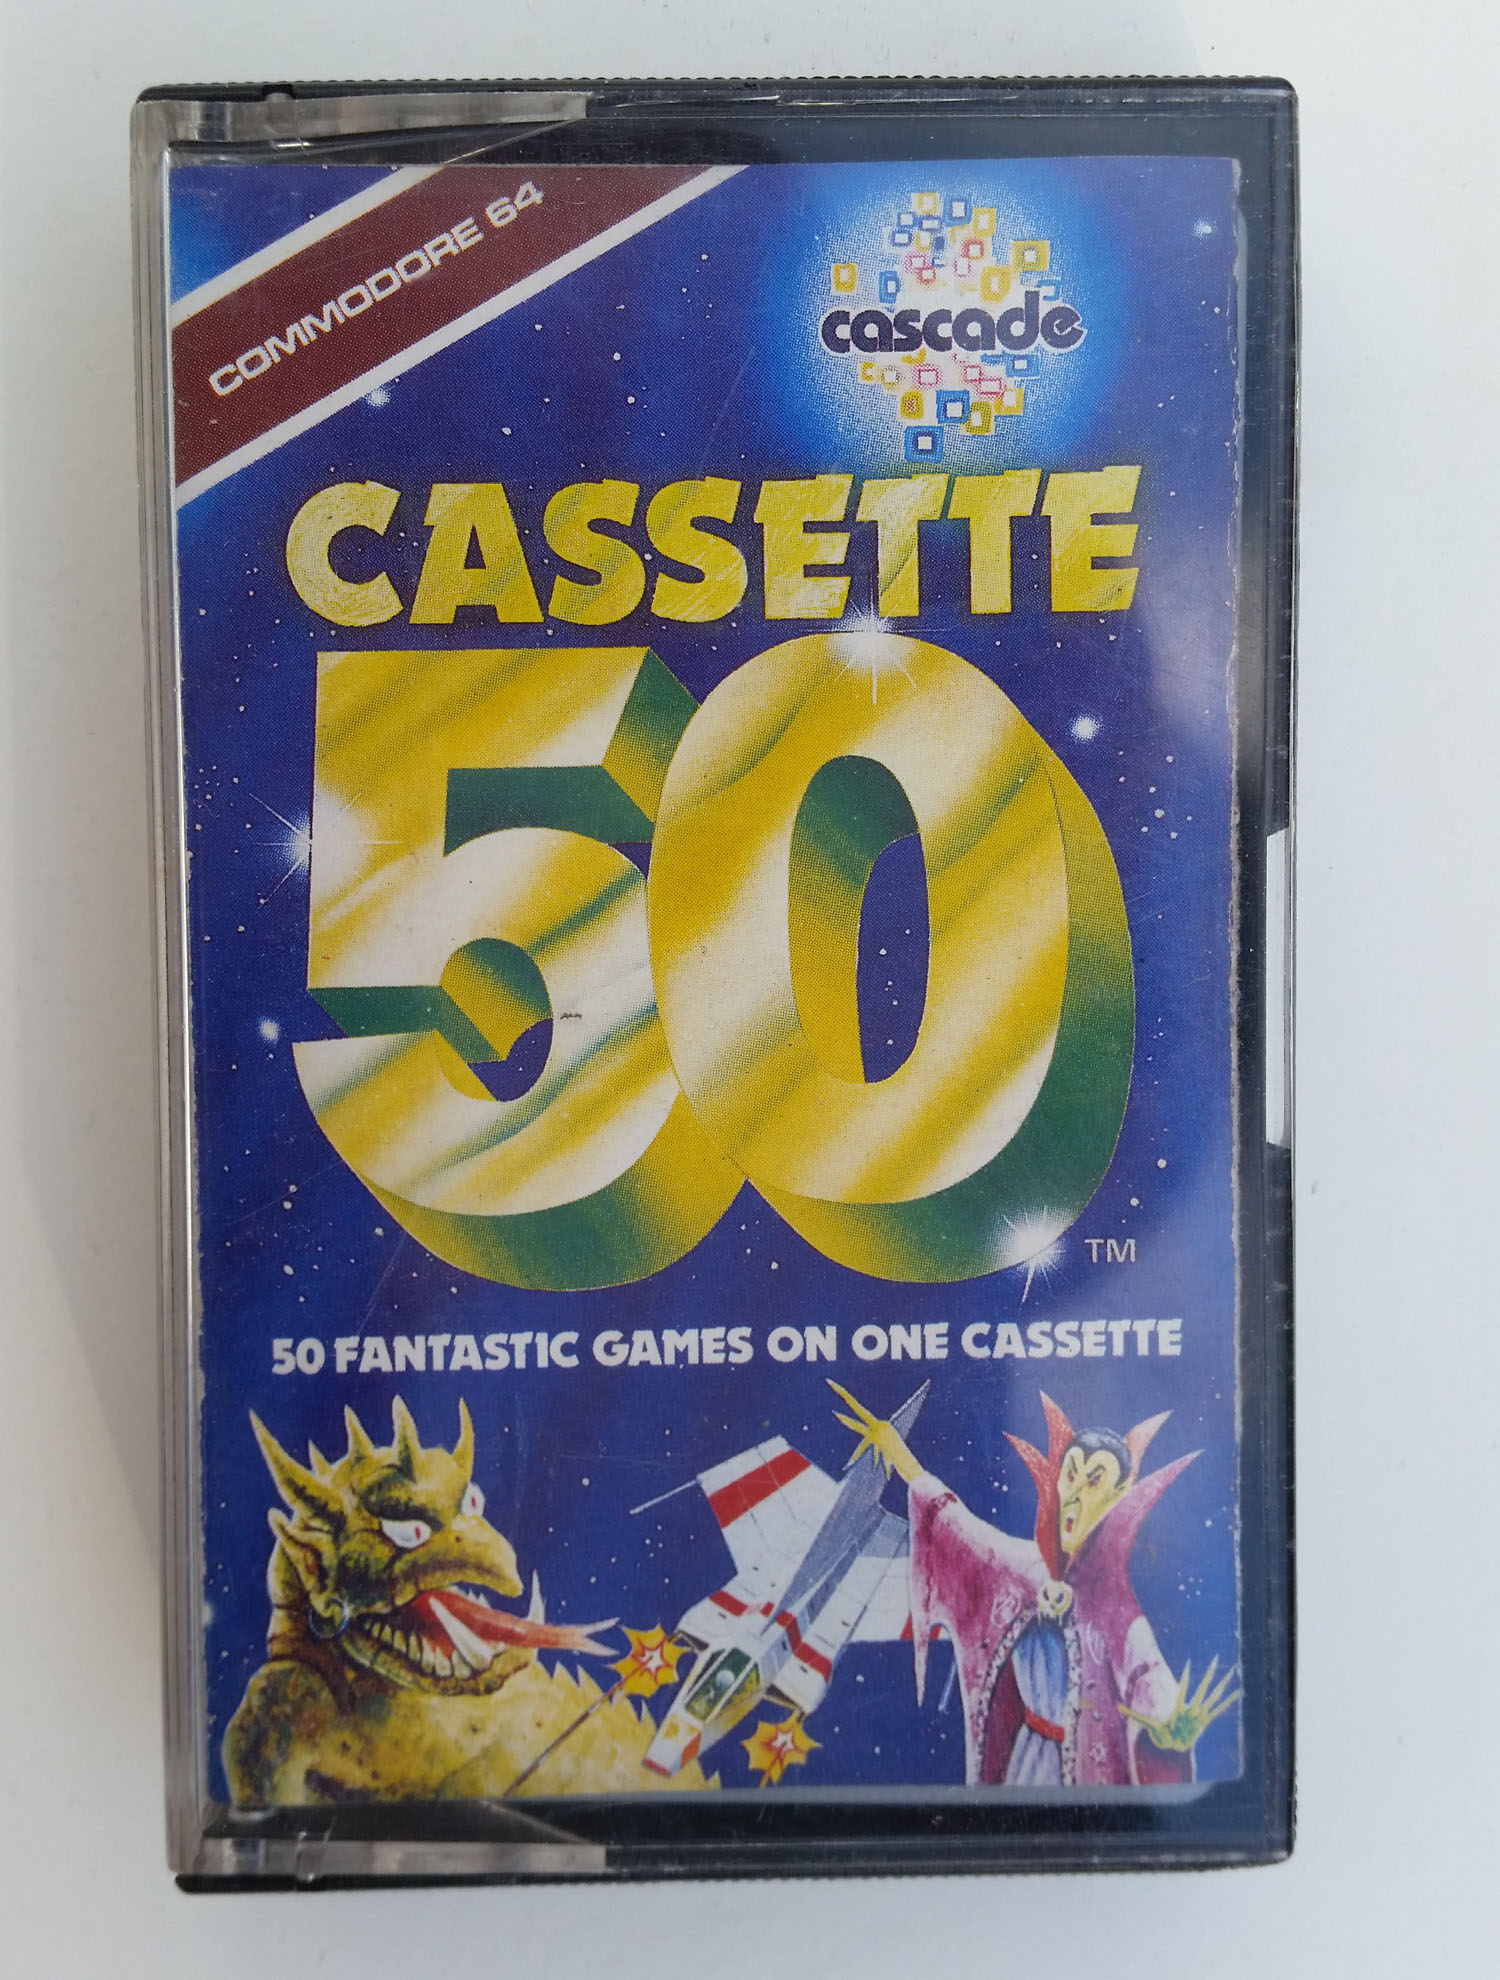 COMMODORE 64
cascade
CASSETTE
50
TM
50 FANTASTIC GAMES ON ONE CASSETTE